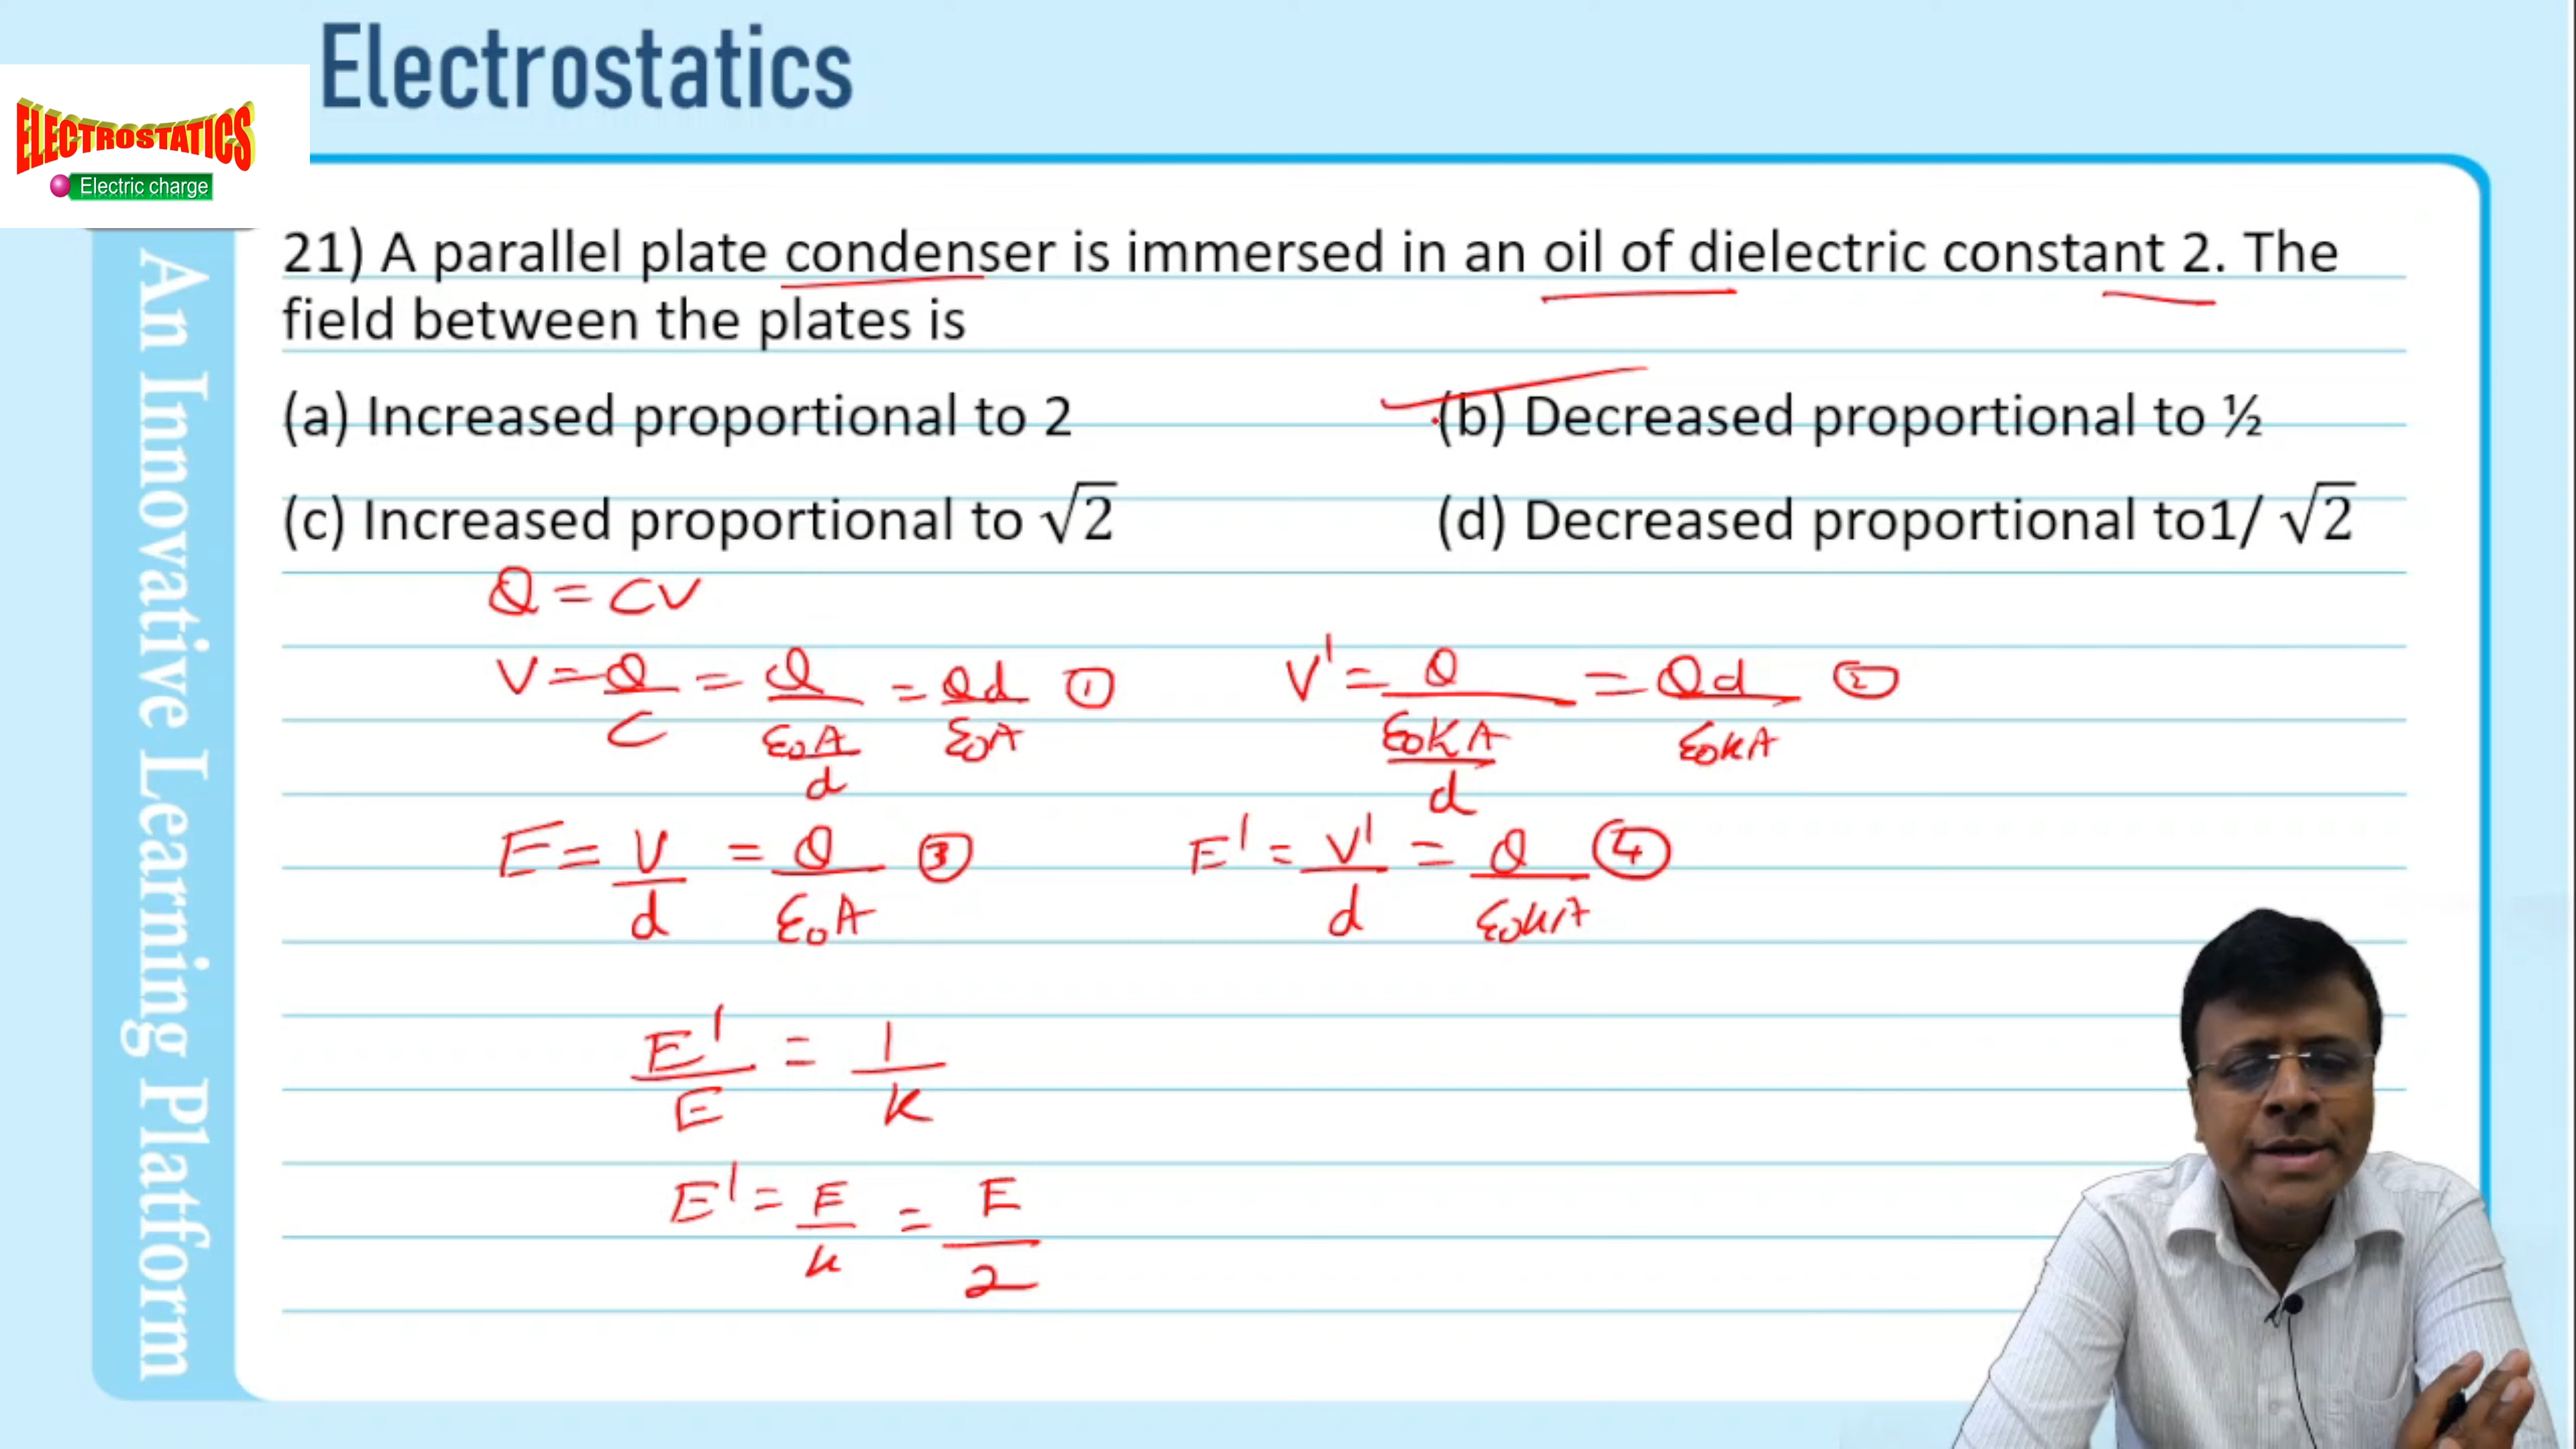 Electrostatics
ELECTROSTATICS
Electric charge
An Innovative Learning Platform
21) A parallel plate condenser is immersed in an oil of dielectric constant 2. The
field between the plates is
(a) Increased proportional to 2
(b) Decreased proportional to ½
(c) Increased proportional to √2
(d) Decreased proportional to1/ √2
Q = CV
V = Q/C = Q/(ε₀A/d) = Qd/ε₀A ①
V' = Q/(ε₀KA/d) = Qd/ε₀KA ②
E = V/d = Q/ε₀A ③
E' = V'/d = Q/ε₀KA ④
E'/E = 1/K
E' = E/K = E/2